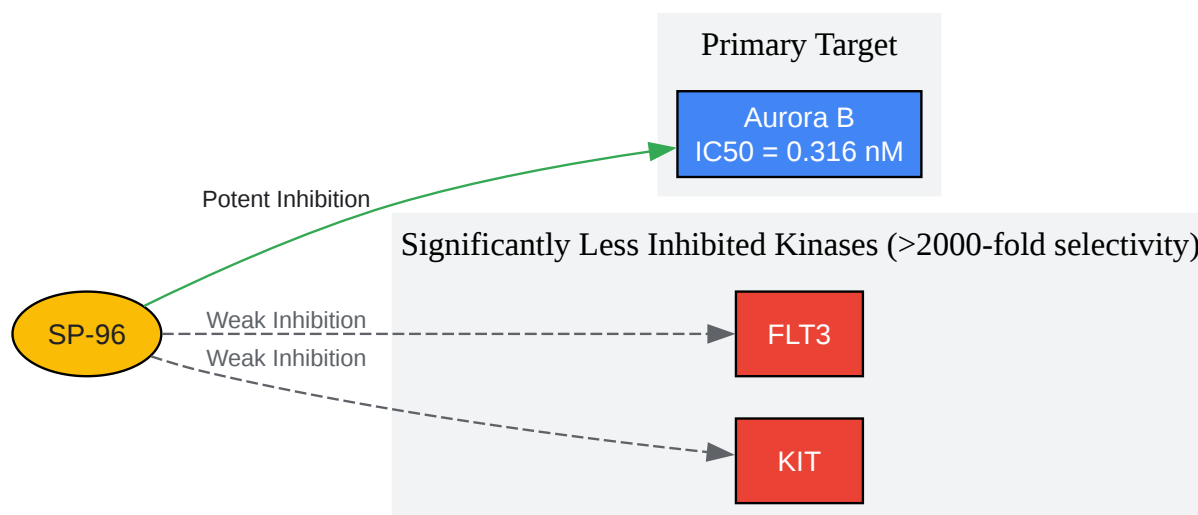 Primary Target
Aurora B
IC50 = 0.316 nM
Potent Inhibition
Significantly Less Inhibited Kinases (>2000-fold selectivity)
SP-96
Weak Inhibition
FLT3
Weak Inhibition
KIT